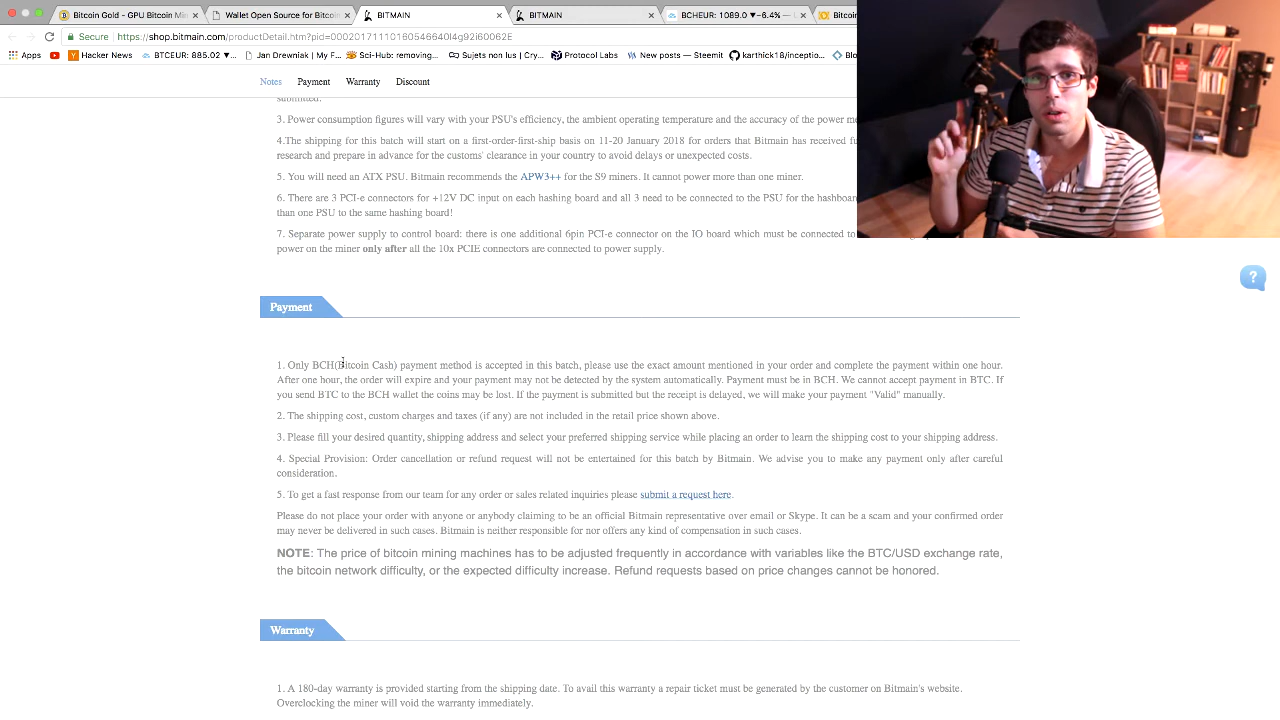 Bitcoin Gold - GPU Bitcoin Mi
Wallet Open Source for Bitcoi
BITMAIN
BITMAIN
BCHEUR: 1089.0 ▾−6.4%
Bitcoi
Secure
https://shop.bitmain.com/productDetail.htm?pid=00020171110160546640l4g92i60062E
Apps
Hacker News
BTCEUR: 885.02 ▼...
Jan Drewniak | My F...
Sci-Hub: removing...
Sujets non lus | Cry...
Protocol Labs
New posts — Steemit
karthick18/inceptio...
Blo
Notes
Payment
Warranty
Discount
submitted.
3. Power consumption figures will vary with your PSU's efficiency, the ambient operating temperature and the accuracy of the power me
4.The shipping for this batch will start on a first-order-first-ship basis on 11-20 January 2018 for orders that Bitmain has received fu
research and prepare in advance for the customs' clearance in your country to avoid delays or unexpected costs.
5. You will need an ATX PSU. Bitmain recommends the APW3++ for the S9 miners. It cannot power more than one miner.
6. There are 3 PCI-e connectors for +12V DC input on each hashing board and all 3 need to be connected to the PSU for the hashboard
than one PSU to the same hashing board!
7. Separate power supply to control board: there is one additional 6pin PCI-e connector on the IO board which must be connected to
power on the miner only after all the 10x PCIE connectors are connected to power supply.
Payment
1. Only BCH(Bitcoin Cash) payment method is accepted in this batch, please use the exact amount mentioned in your order and complete the payment within one hour.
After one hour, the order will expire and your payment may not be detected by the system automatically. Payment must be in BCH. We cannot accept payment in BTC. If
you send BTC to the BCH wallet the coins may be lost. If the payment is submitted but the receipt is delayed, we will make your payment "Valid" manually.
2. The shipping cost, custom charges and taxes (if any) are not included in the retail price shown above.
3. Please fill your desired quantity, shipping address and select your preferred shipping service while placing an order to learn the shipping cost to your shipping address.
4. Special Provision: Order cancellation or refund request will not be entertained for this batch by Bitmain. We advise you to make any payment only after careful
consideration.
5. To get a fast response from our team for any order or sales related inquiries please submit a request here.
Please do not place your order with anyone or anybody claiming to be an official Bitmain representative over email or Skype. It can be a scam and your confirmed order
may never be delivered in such cases. Bitmain is neither responsible for nor offers any kind of compensation in such cases.
NOTE: The price of bitcoin mining machines has to be adjusted frequently in accordance with variables like the BTC/USD exchange rate,
the bitcoin network difficulty, or the expected difficulty increase. Refund requests based on price changes cannot be honored.
Warranty
1. A 180-day warranty is provided starting from the shipping date. To avail this warranty a repair ticket must be generated by the customer on Bitmain's website.
Overclocking the miner will void the warranty immediately.